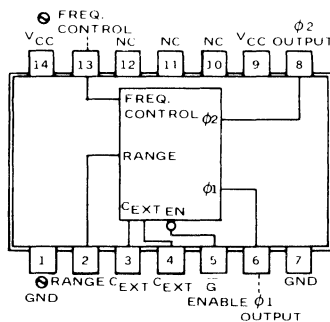 FREQ.
CONTROL
φ2
VCC NC NC NC VCC OUTPUT
14 13 12 11 10 9 8
FREQ.
CONTROL
φ2
RANGE
φ1
CEXT EN
1 2 3 4 5 6 7
RANGE CEXT CEXT G φ1 GND
GND ENABLE OUTPUT